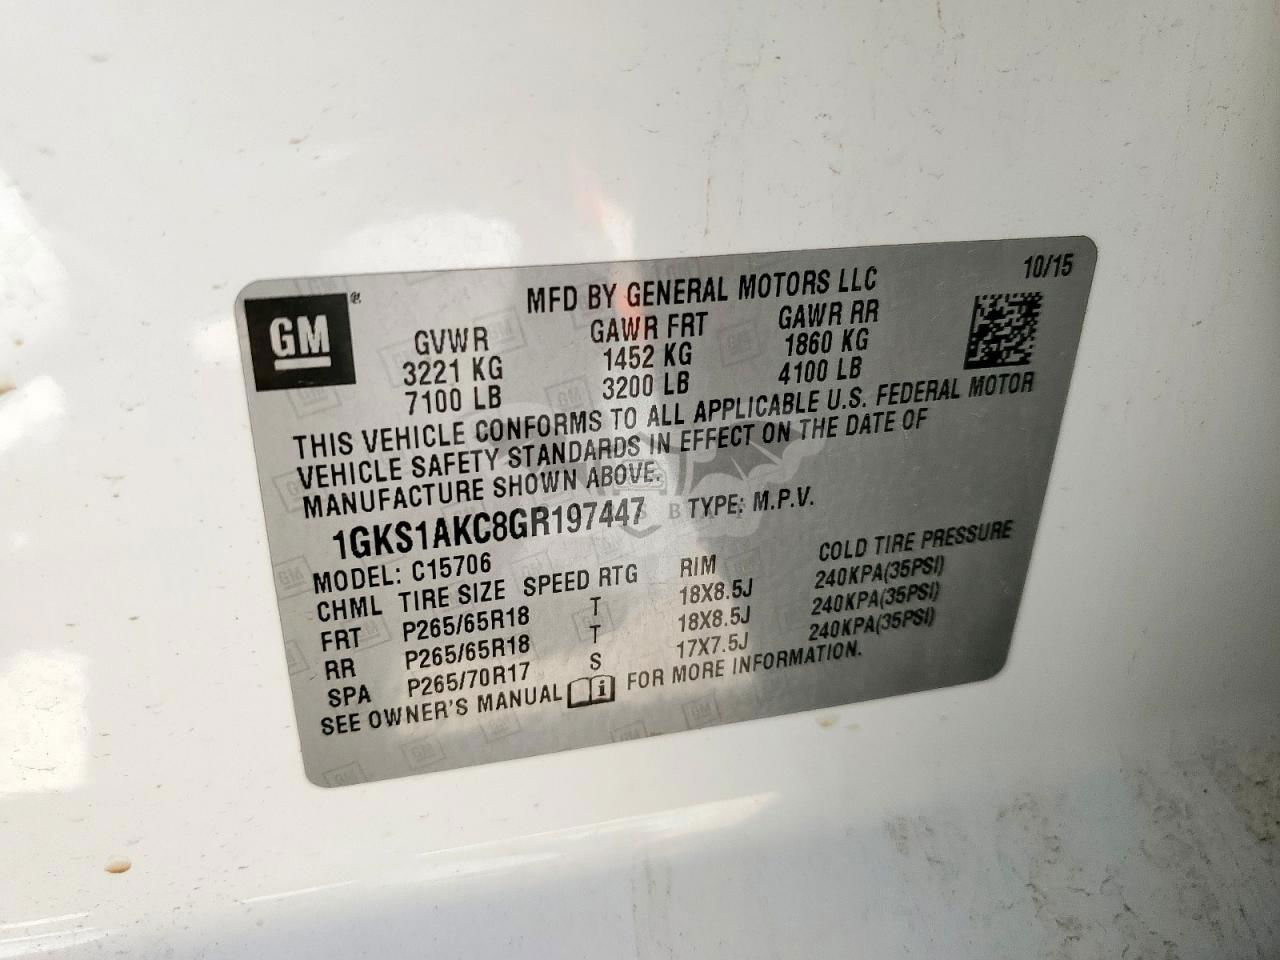 GM
MFD BY GENERAL MOTORS LLC
10/15
GVWR GAWR FRT GAWR RR
3221 KG 1452 KG 1860 KG
7100 LB 3200 LB 4100 LB
THIS VEHICLE CONFORMS TO ALL APPLICABLE U.S. FEDERAL MOTOR
VEHICLE SAFETY STANDARDS IN EFFECT ON THE DATE OF
MANUFACTURE SHOWN ABOVE.
1GKS1AKC8GR197447 TYPE: M.P.V.
MODEL: C15706
CHML TIRE SIZE SPEED RTG RIM COLD TIRE PRESSURE
FRT P265/65R18 T 18X8.5J 240KPA(35PSI)
RR P265/65R18 T 18X8.5J 240KPA(35PSI)
SPA P265/70R17 S 17X7.5J 240KPA(35PSI)
SEE OWNER'S MANUAL FOR MORE INFORMATION.